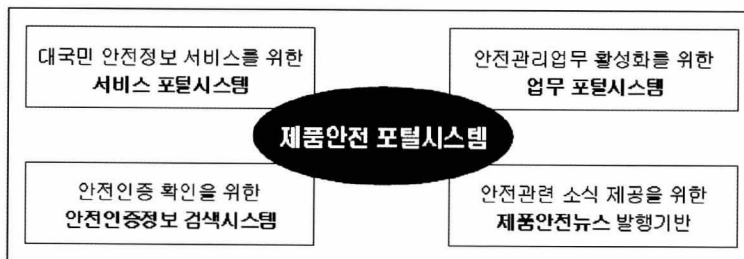 대국민 안전정보 서비스를 위한
서비스 포털시스템
안전관리업무 활성화를 위한
업무 포털시스템
제품안전 포털시스템
안전인증 확인을 위한
안전인증정보 검색시스템
안전관련 소식 제공을 위한
제품안전뉴스 발행기반